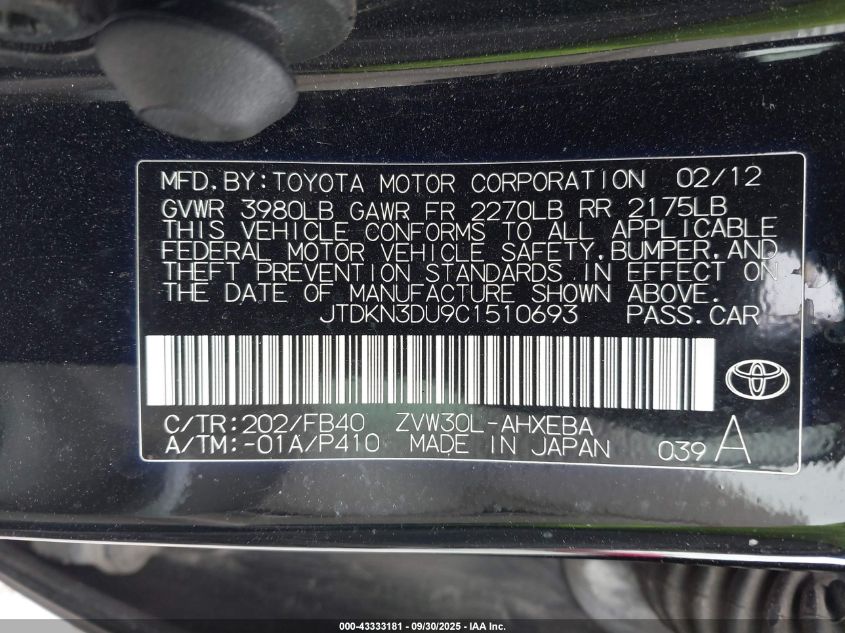 MFD.BY:TOYOTA MOTOR CORPORATION 02/12
GVWR 3980LB GAWR FR 2270LB RR 2175LB
THIS VEHICLE CONFORMS TO ALL APPLICABLE
FEDERAL MOTOR VEHICLE SAFETY,BUMPER,AND
THEFT PREVENTION STANDARDS IN EFFECT ON
THE DATE OF MANUFACTURE SHOWN ABOVE.
JTDKN3DU9C1510693 PASS.CAR
C/TR:202/FB40 ZVW30L-AHXEBA
A/TM:-01A/P410 MADE IN JAPAN 039 A
000-43333181 - 09/30/2025 - IAA Inc.